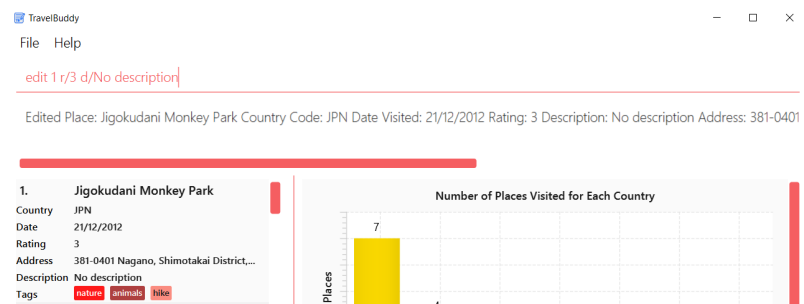 TravelBuddy
File Help
edit 1 r/3 d/No description
Edited Place: Jigokudani Monkey Park Country Code: JPN Date Visited: 21/12/2012 Rating: 3 Description: No description Address: 381-0401
1. Jigokudani Monkey Park
Country JPN
Date 21/12/2012
Rating 3
Address 381-0401 Nagano, Shimotakai District,...
Description No description
Tags nature animals hike
Number of Places Visited for Each Country
7
Places